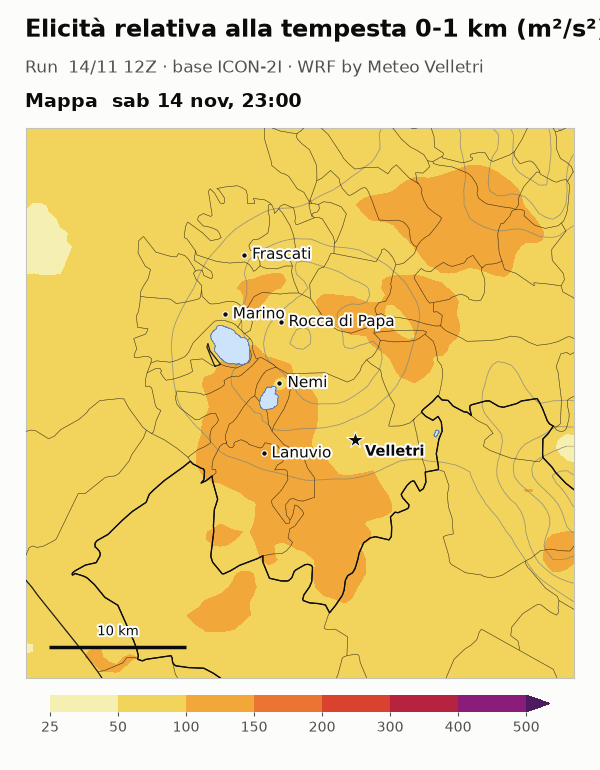 Elicità relativa alla tempesta 0-1 km (m²/s²)
Run  14/11 12Z · base ICON-2I · WRF by Meteo Velletri
Mappa  sab 14 nov, 23:00
Frascati
Marino
Rocca di Papa
Nemi
Velletri
Lanuvio
10 km
25 50 100 150 200 300 400 500